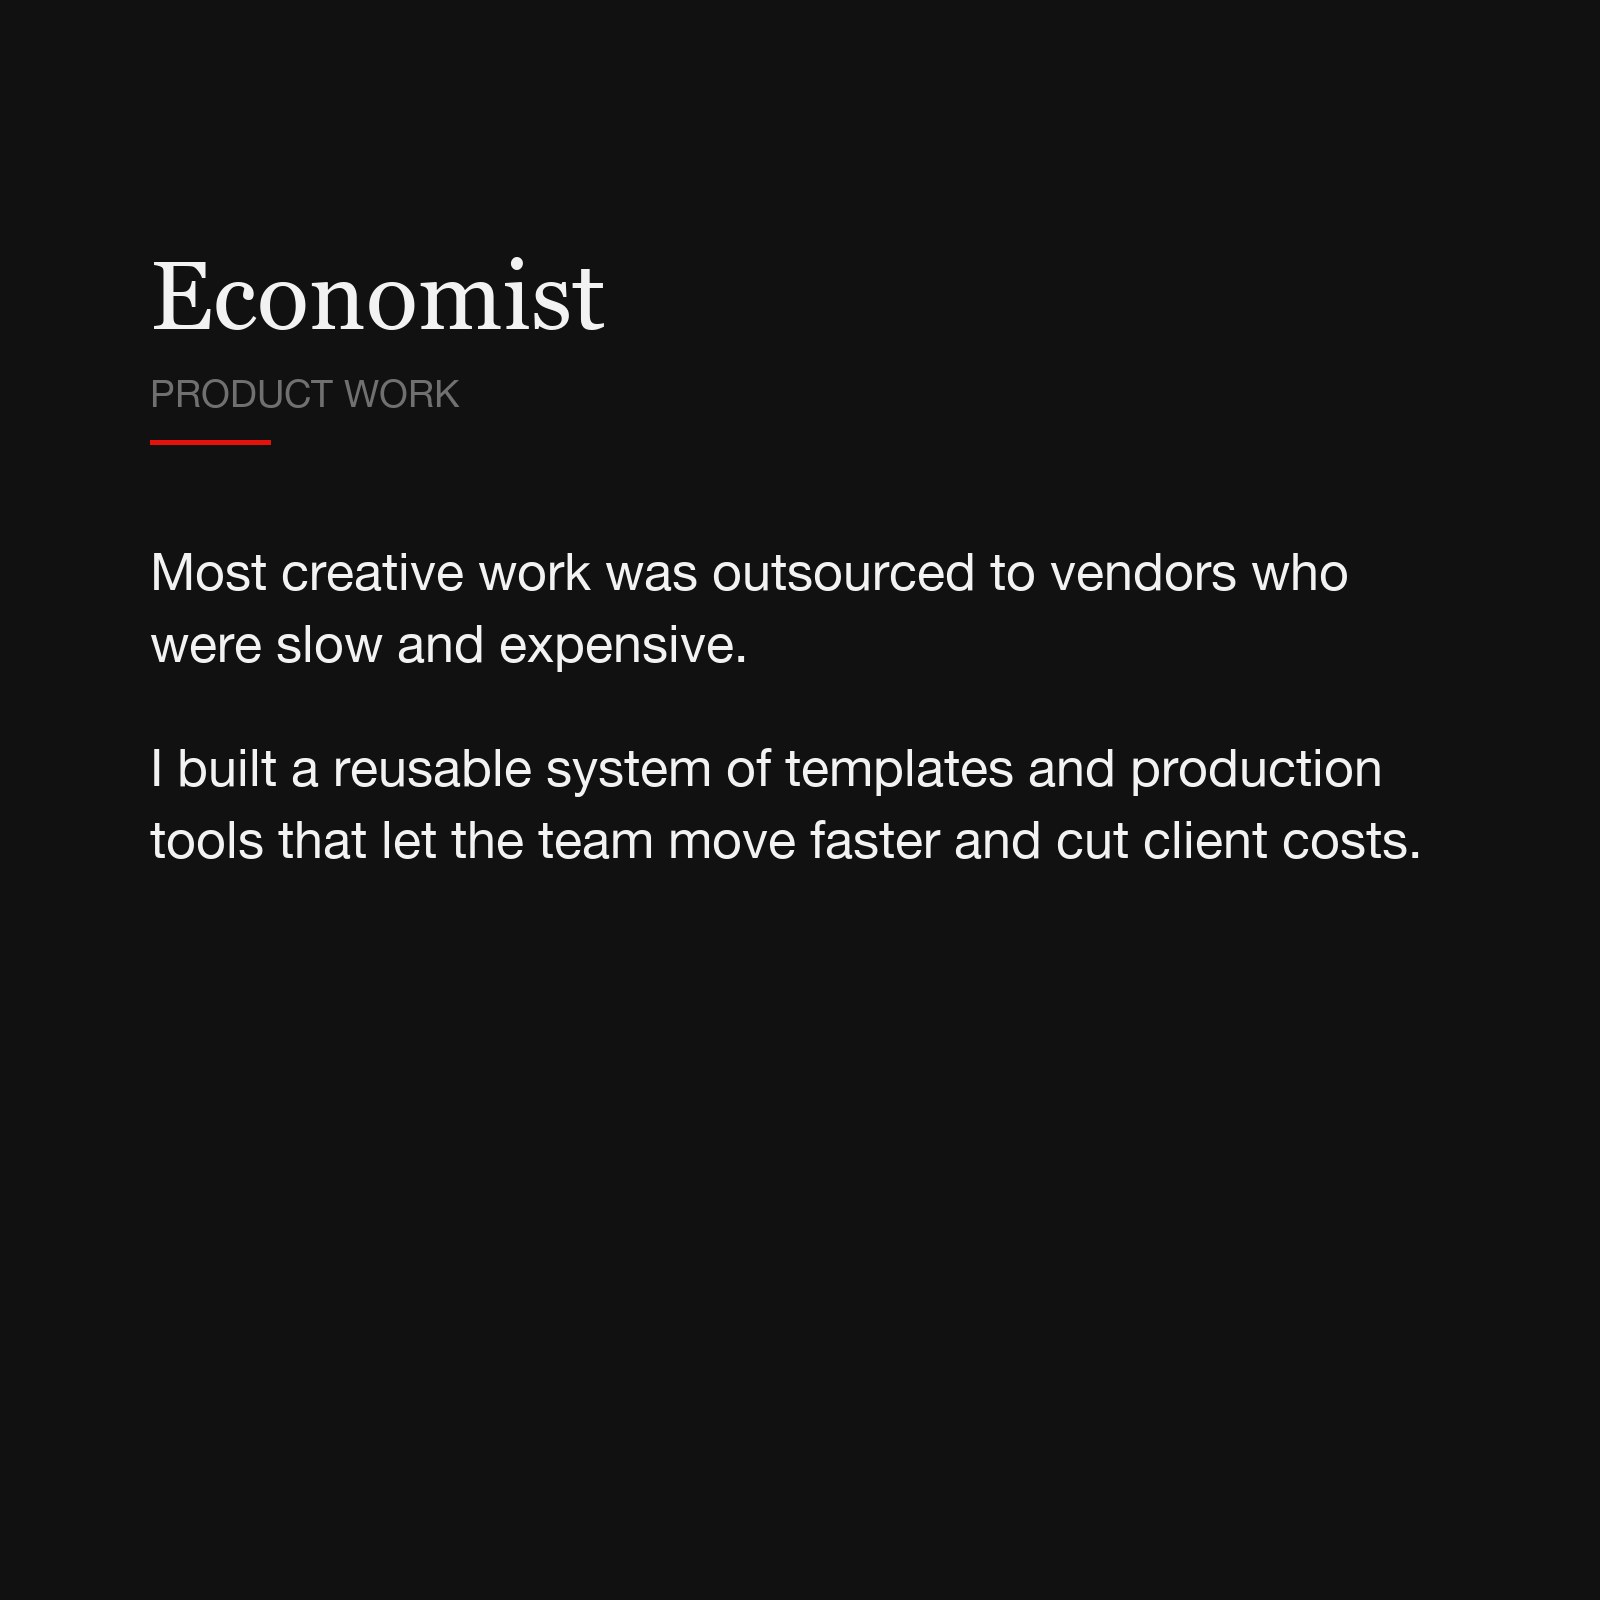 Economist
PRODUCT WORK
Most creative work was outsourced to vendors who
were slow and expensive.
I built a reusable system of templates and production
tools that let the team move faster and cut client costs.